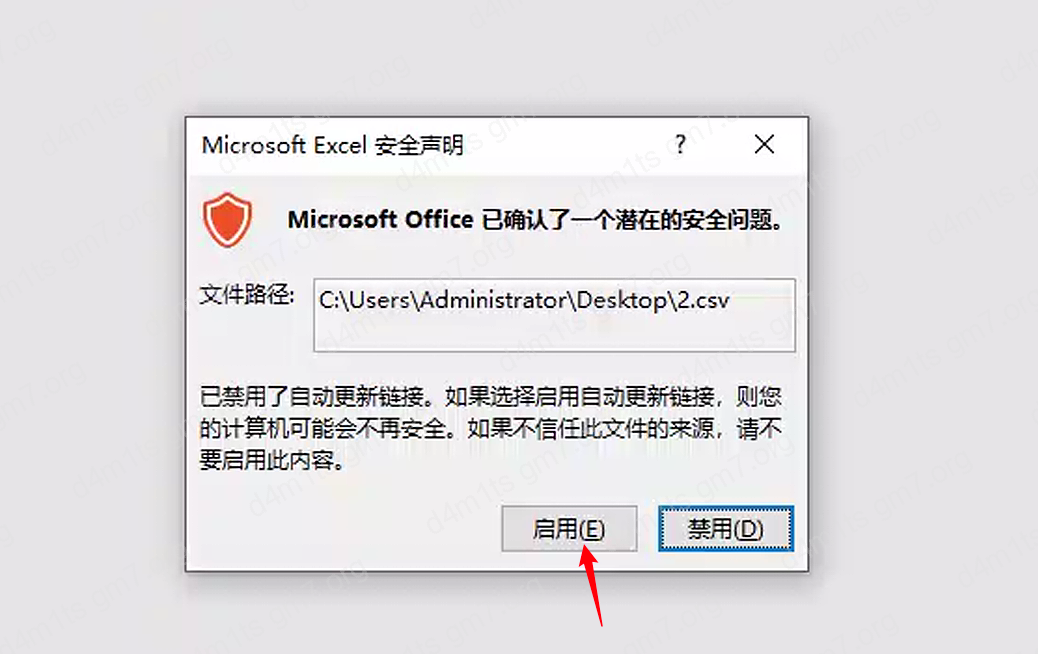 Microsoft Excel 安全声明 ?
Microsoft Office 已确认了一个潜在的安全问题。
文件路径: C:\Users\Administrator\Desktop\2.csv
已禁用了自动更新链接。如果选择启用自动更新链接，则您
的计算机可能会不再安全。如果不信任此文件的来源，请不
要启用此内容。
启用(E) 禁用(D)
d4m1ts gm7.org